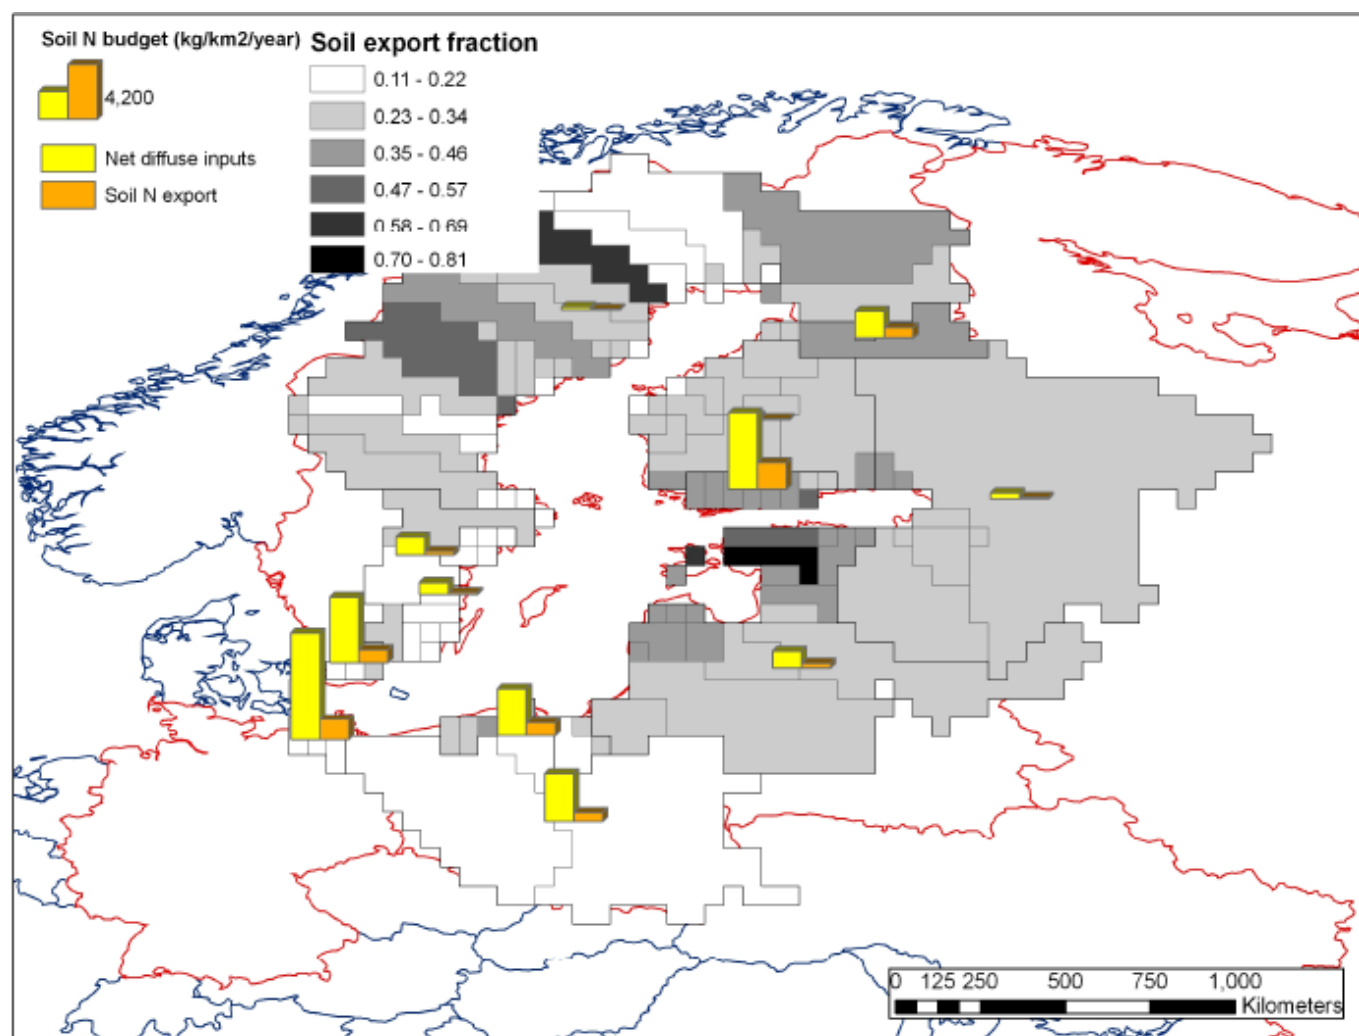 Soil N budget (kg/km2/year)
4,200
Net diffuse inputs
Soil N export
Soil export fraction
0.11 - 0.22
0.23 - 0.34
0.35 - 0.46
0.47 - 0.57
0.58 - 0.69
0.70 - 0.81
0 125 250 500 750 1,000
Kilometers